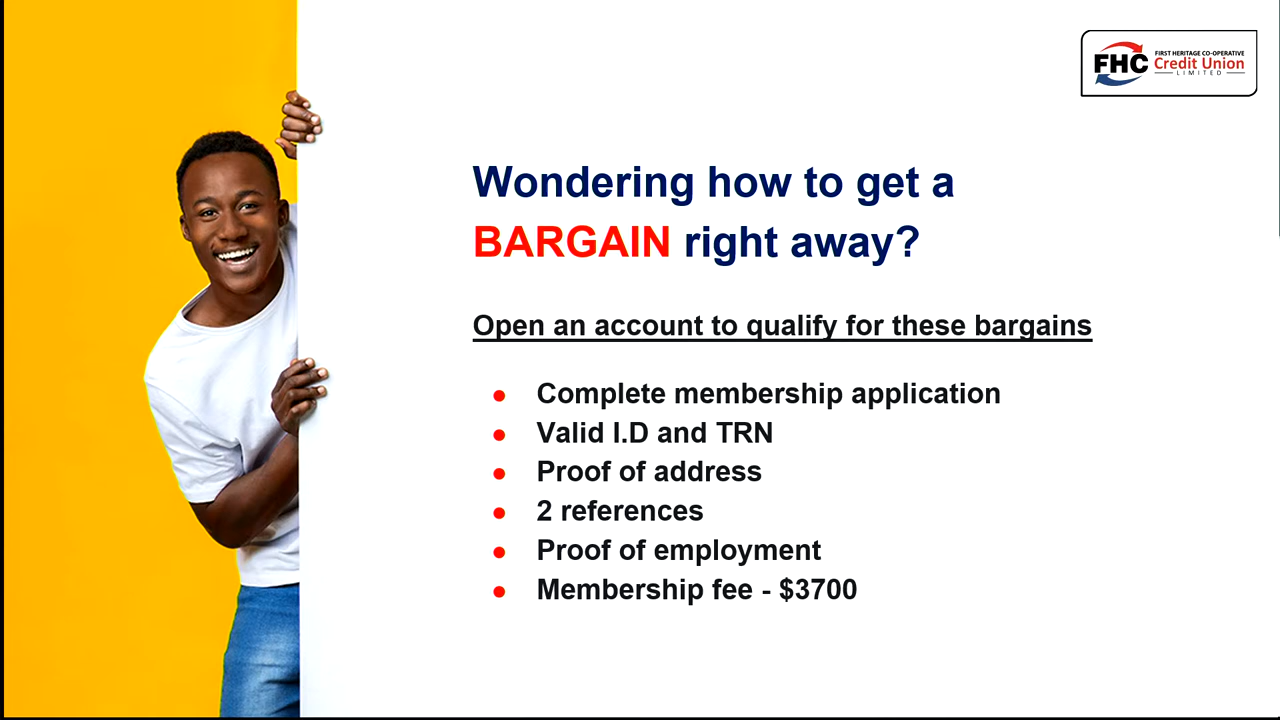 FHC
FIRST HERITAGE CO-OPERATIVE
Credit Union
LIMITED
Wondering how to get a
BARGAIN right away?
Open an account to qualify for these bargains
● Complete membership application
● Valid I.D and TRN
● Proof of address
● 2 references
● Proof of employment
● Membership fee - $3700